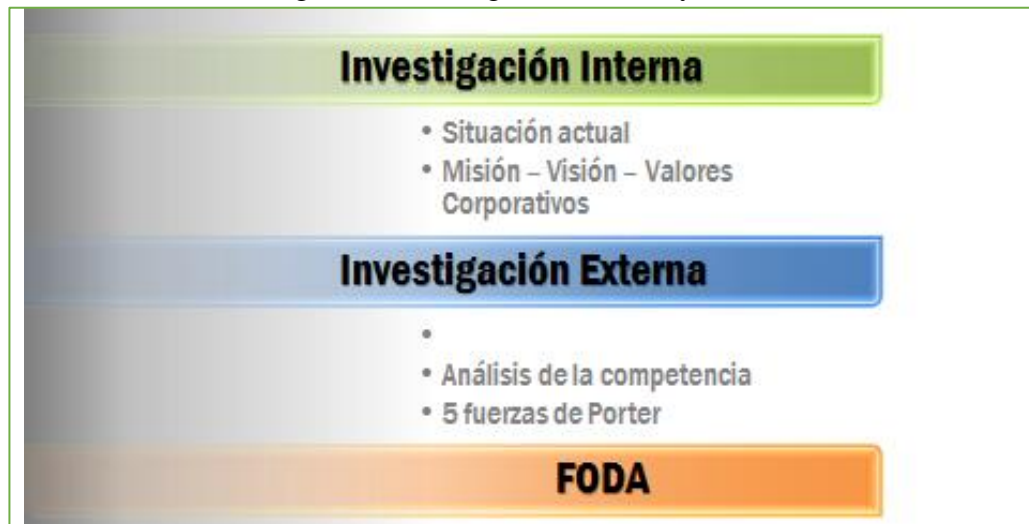 Investigación Interna
• Situación actual
• Misión – Visión – Valores
Corporativos
Investigación Externa
•
• Análisis de la competencia
• 5 fuerzas de Porter
FODA